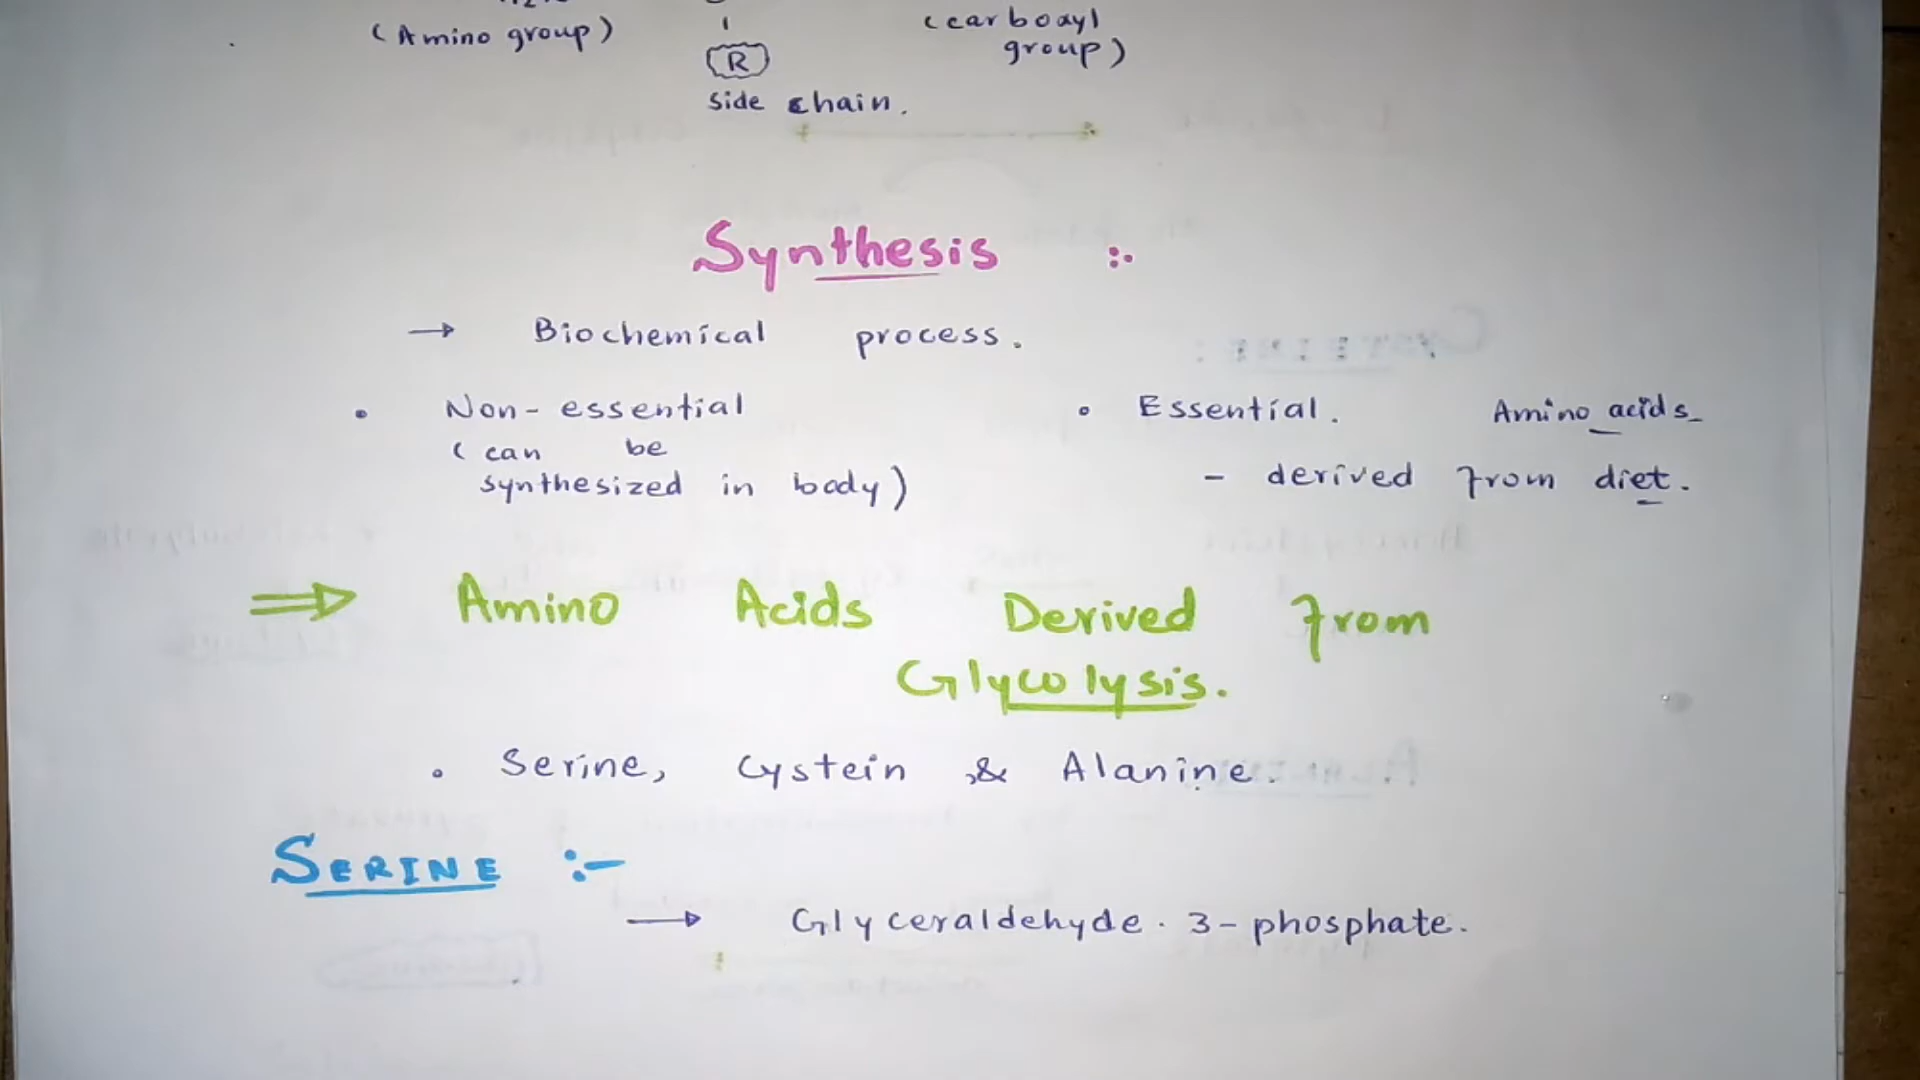 (Amino group)
(carboayl
group)
R
side chain.
Synthesis :.
→ Biochemical process.
• Non-essential
(can be
synthesized in body)
• Essential. Amino acids
- derived from diet.
⇒ Amino Acids Derived from
Glycolysis.
• Serine, Cystein & Alanine.
SERINE :-
→ Glyceraldehyde. 3-phosphate.